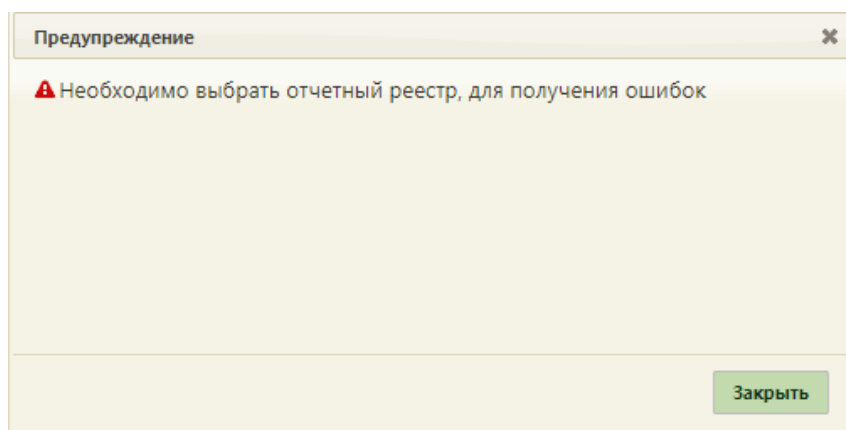 Предупреждение
Необходимо выбрать отчетный реестр, для получения ошибок
Закрыть